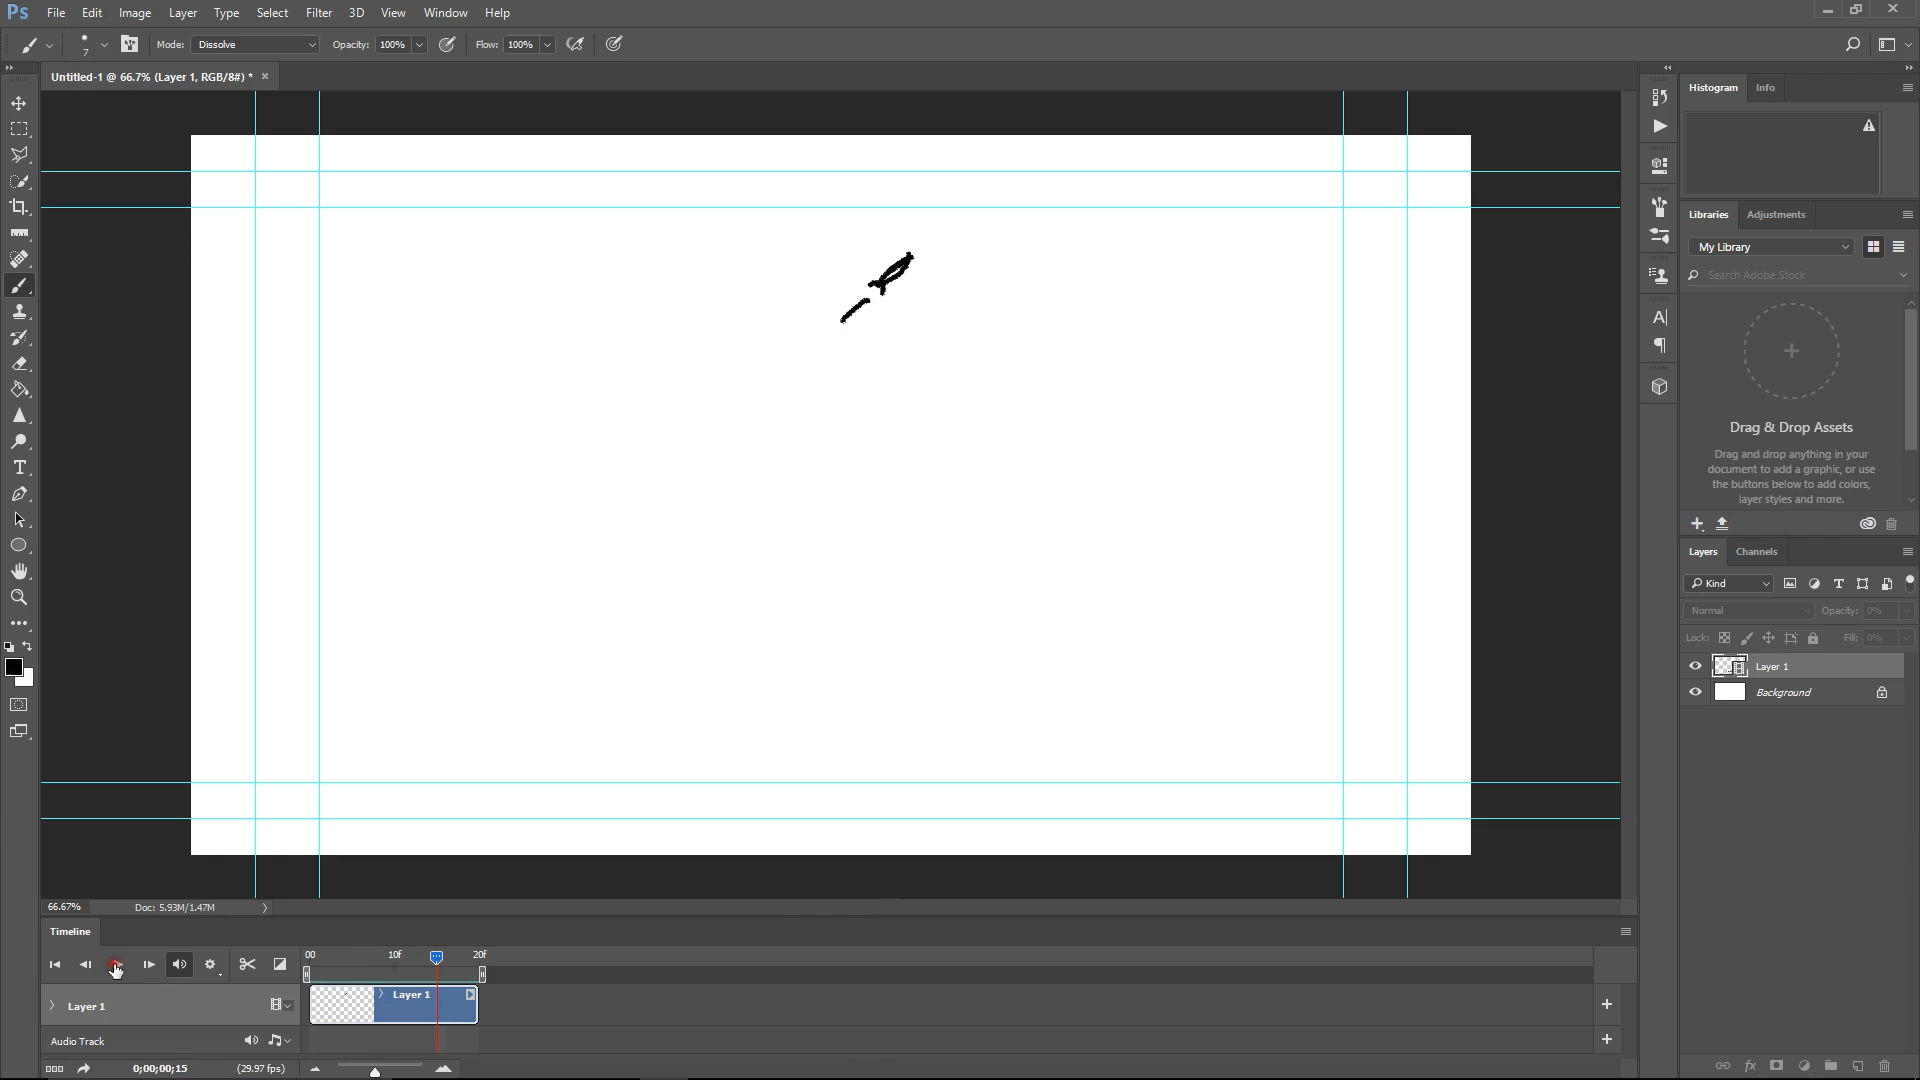 Ps File Edit Image Layer Type Select Filter 3D View Window Help
7 Mode: Dissolve Opacity: 100% Flow: 100%
Untitled-1 @ 66.7% (Layer 1, RGB/8#) *
Histogram Info
Libraries Adjustments
My Library
Search Adobe Stock
Drag & Drop Assets
Drag and drop anything in your
document to add a graphic, or use
the buttons below to add colors,
layer styles and more.
Layers Channels
Kind
Normal Opacity: 0%
Lock: Fill: 0%
Layer 1
Background
66.67% Doc: 5.93M/1.47M
Timeline
00 10f 20f
Layer 1 Layer 1
Audio Track
0;00;00;15 (29.97 fps)